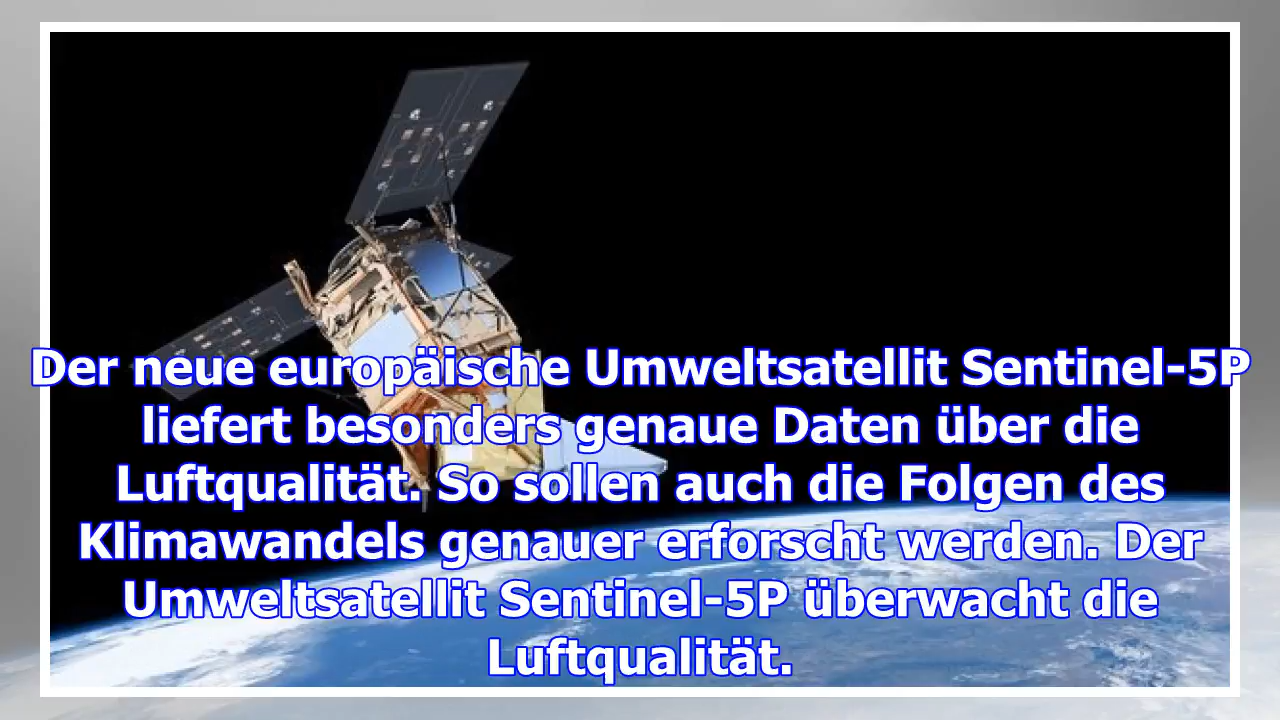 Der neue europäische Umweltsatellit Sentinel-5P
liefert besonders genaue Daten über die
Luftqualität. So sollen auch die Folgen des
Klimawandels genauer erforscht werden. Der
Umweltsatellit Sentinel-5P überwacht die
Luftqualität.